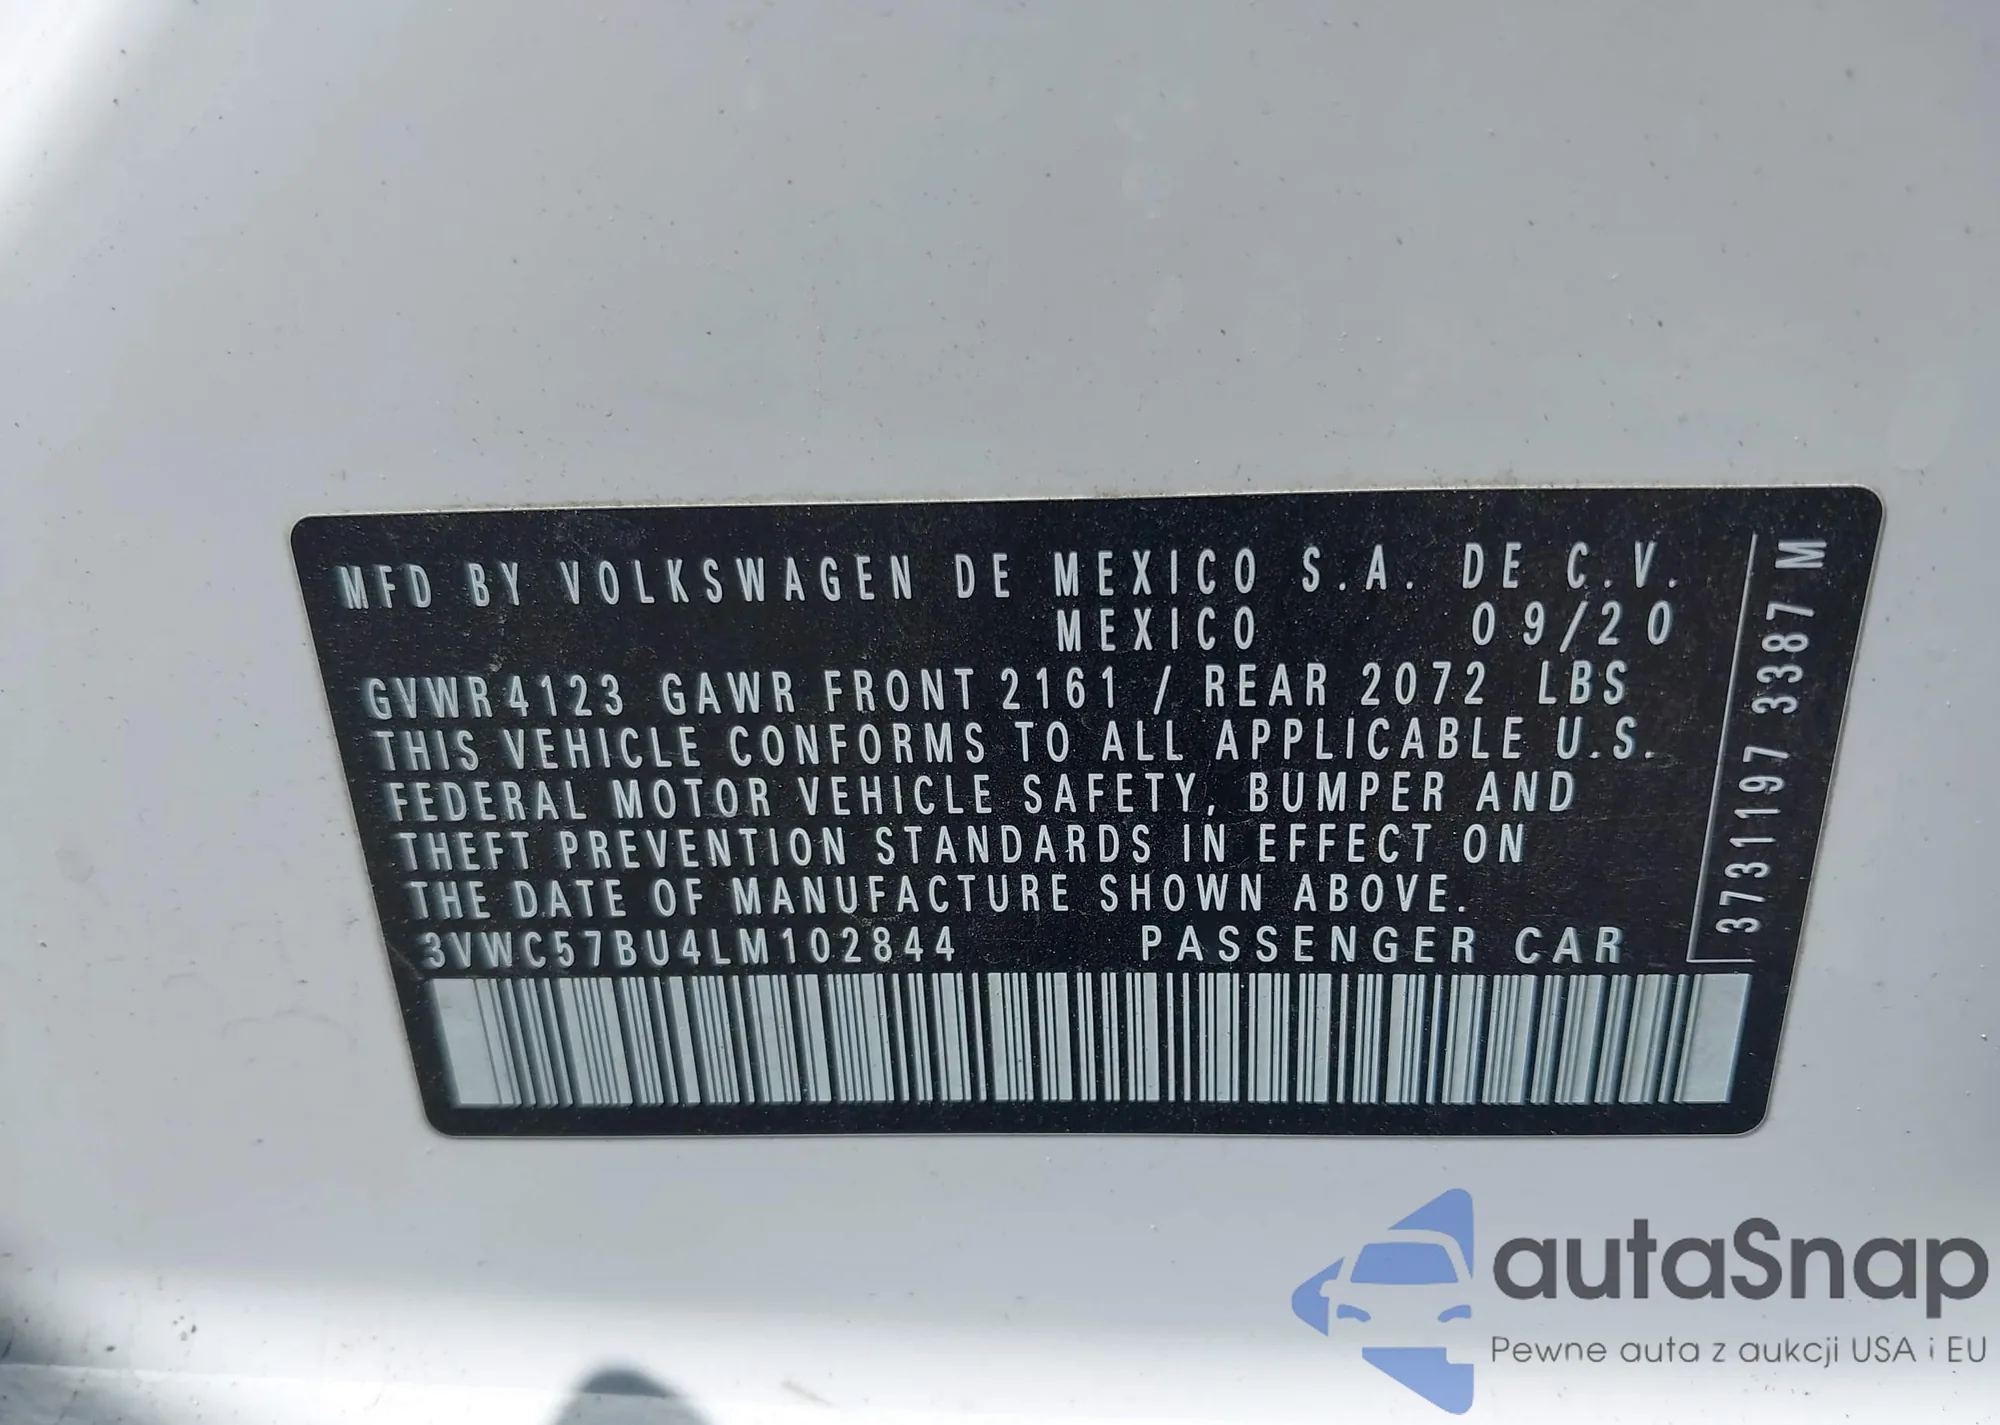 MFD BY VOLKSWAGEN DE MEXICO S.A. DE C.V.
MEXICO 09/20
GVWR 4123 GAWR FRONT 2161 / REAR 2072 LBS
THIS VEHICLE CONFORMS TO ALL APPLICABLE U.S.
FEDERAL MOTOR VEHICLE SAFETY, BUMPER AND
THEFT PREVENTION STANDARDS IN EFFECT ON
THE DATE OF MANUFACTURE SHOWN ABOVE.
3VWC57BU4LM102844 PASSENGER CAR
3731197 3387 M
autaSnap
Pewne auta z aukcji USA i EU